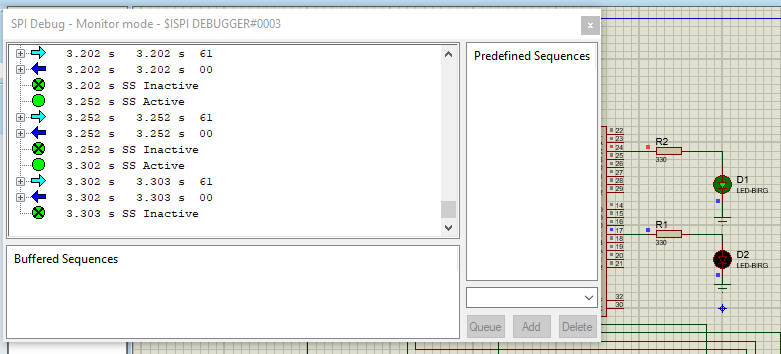 SPI Debug - Monitor mode - $ISPI DEBUGGER#0003
x
3.202 s 3.202 s 61
3.202 s 3.202 s 00
3.202 s SS Inactive
3.252 s SS Active
3.252 s 3.252 s 61
3.252 s 3.252 s 00
3.252 s SS Inactive
3.302 s SS Active
3.302 s 3.303 s 61
3.302 s 3.303 s 00
3.303 s SS Inactive
Predefined Sequences
Buffered Sequences
Queue Add Delete
22
23
24
25
26
27
28
29
14
15
16
17
18
19
20
21
32
30
R2
330
D1
LED-BIRG
R1
330
D2
LED-BIRG